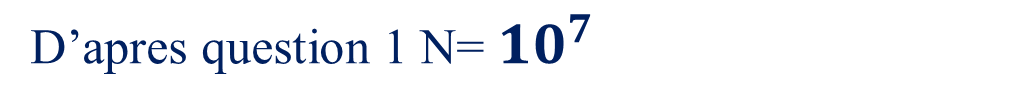 D’apres question 1 N= 10⁷